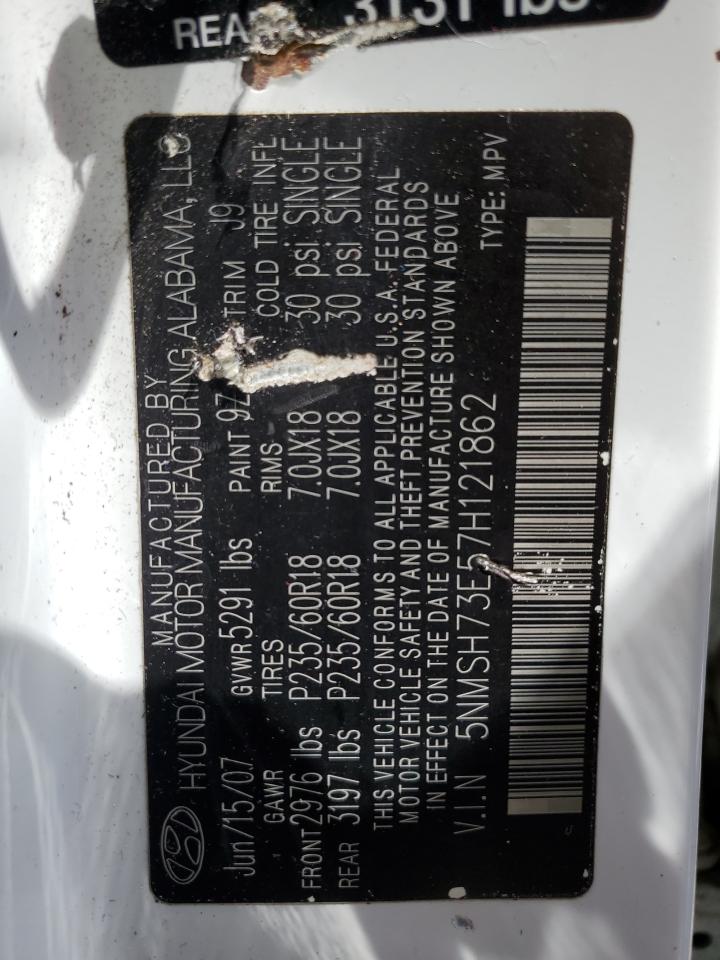 REAR 3131 lbs
MANUFACTURED BY
HYUNDAI MOTOR MANUFACTURING ALABAMA, LLC
Jun/15/07 GVWR 5291 lbs PAINT TRIM J9
GAWR TIRES RIMS COLD TIRE INFL
FRONT 2976 lbs P235/60R18 7.0JX18 30 psi SINGLE
REAR 3197 lbs P235/60R18 7.0JX18 30 psi SINGLE
THIS VEHICLE CONFORMS TO ALL APPLICABLE U.S.A. FEDERAL
MOTOR VEHICLE SAFETY AND THEFT PREVENTION STANDARDS
IN EFFECT ON THE DATE OF MANUFACTURE SHOWN ABOVE
V.I.N 5NMSH73E57H121862 TYPE: MPV